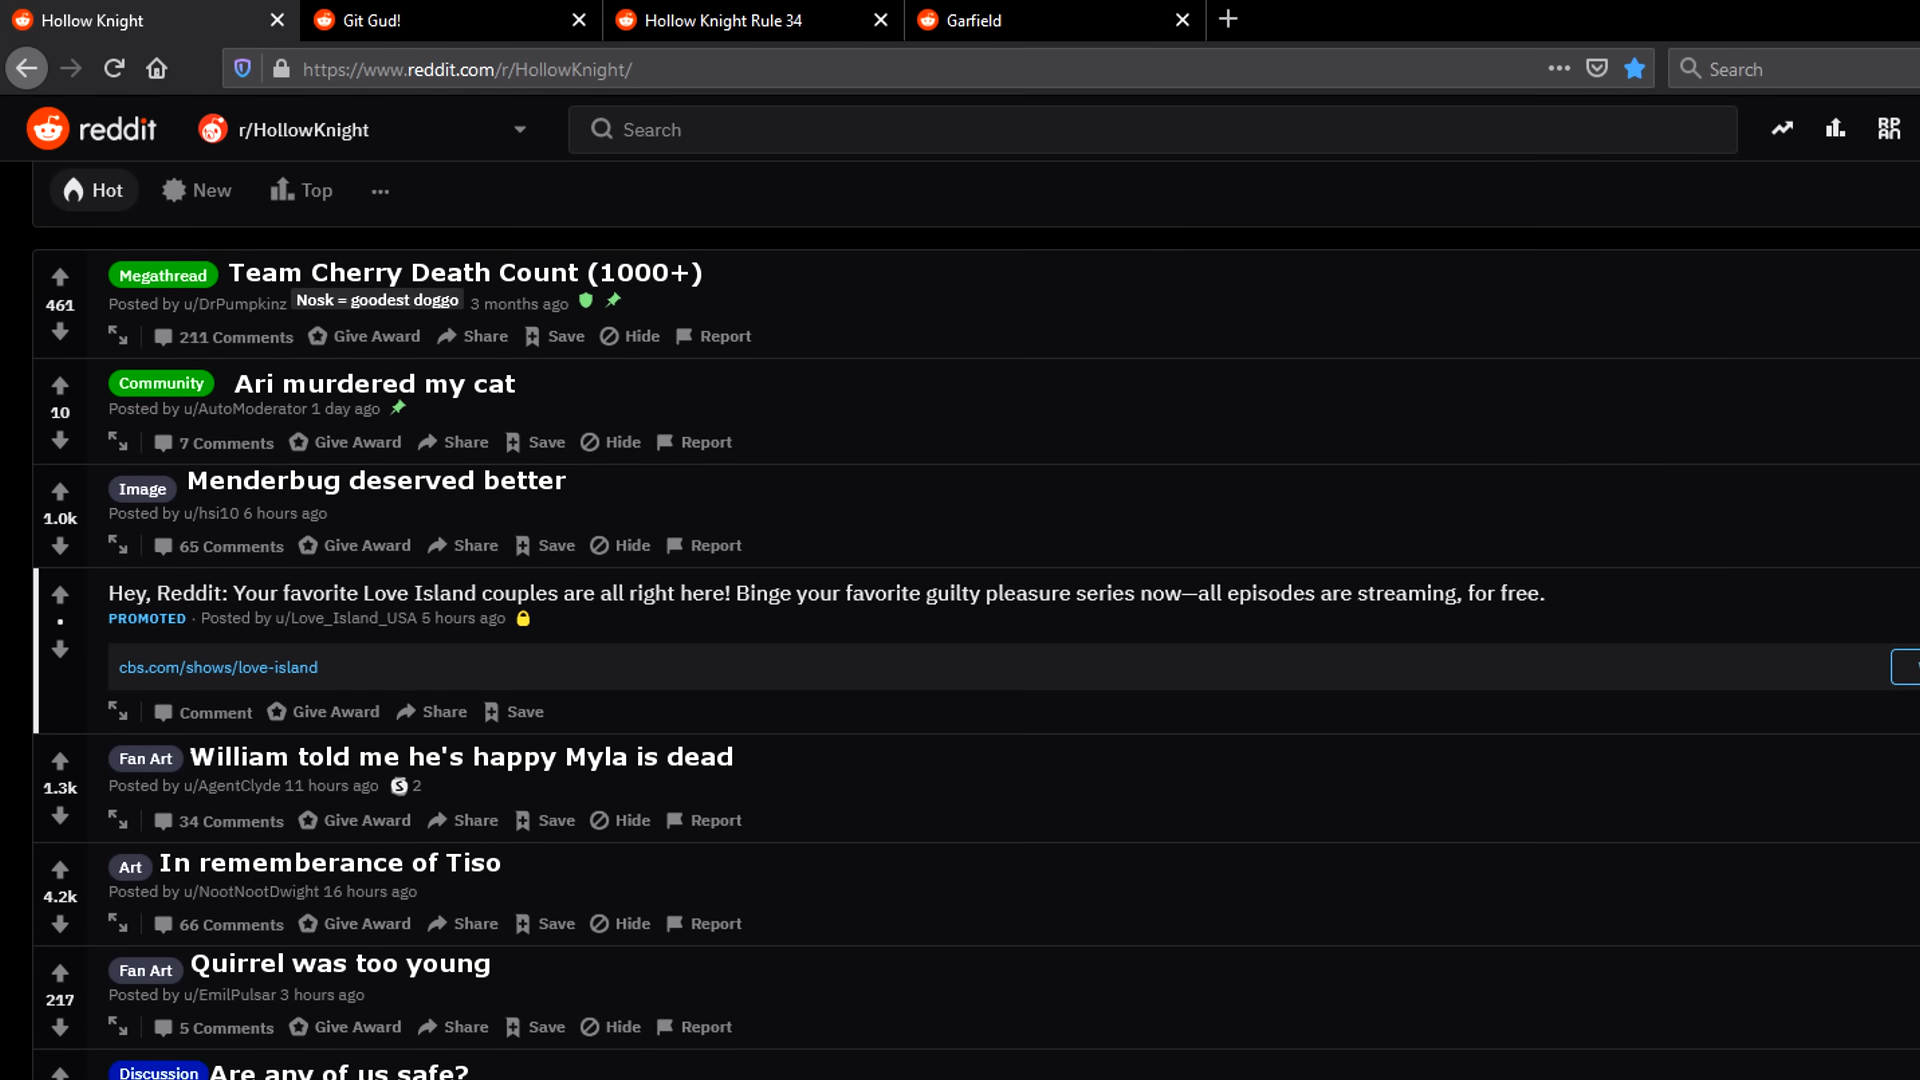 Hollow Knight
Git Gud!
Hollow Knight Rule 34
Garfield
https://www.reddit.com/r/HollowKnight/
Search
reddit
r/HollowKnight
Search
RPAN
Hot
New
Top
Megathread Team Cherry Death Count (1000+)
461
Posted by u/DrPumpkinz Nosk = goodest doggo 3 months ago
211 Comments Give Award Share Save Hide Report
Community Ari murdered my cat
10
Posted by u/AutoModerator 1 day ago
7 Comments Give Award Share Save Hide Report
Image Menderbug deserved better
1.0k
Posted by u/hsi10 6 hours ago
65 Comments Give Award Share Save Hide Report
Hey, Reddit: Your favorite Love Island couples are all right here! Binge your favorite guilty pleasure series now—all episodes are streaming, for free.
PROMOTED · Posted by u/Love_Island_USA 5 hours ago
cbs.com/shows/love-island
Comment Give Award Share Save
Fan Art William told me he's happy Myla is dead
1.3k
Posted by u/AgentClyde 11 hours ago S 2
34 Comments Give Award Share Save Hide Report
Art In rememberance of Tiso
4.2k
Posted by u/NootNootDwight 16 hours ago
66 Comments Give Award Share Save Hide Report
Fan Art Quirrel was too young
217
Posted by u/EmilPulsar 3 hours ago
5 Comments Give Award Share Save Hide Report
Discussion Are any of us safe?